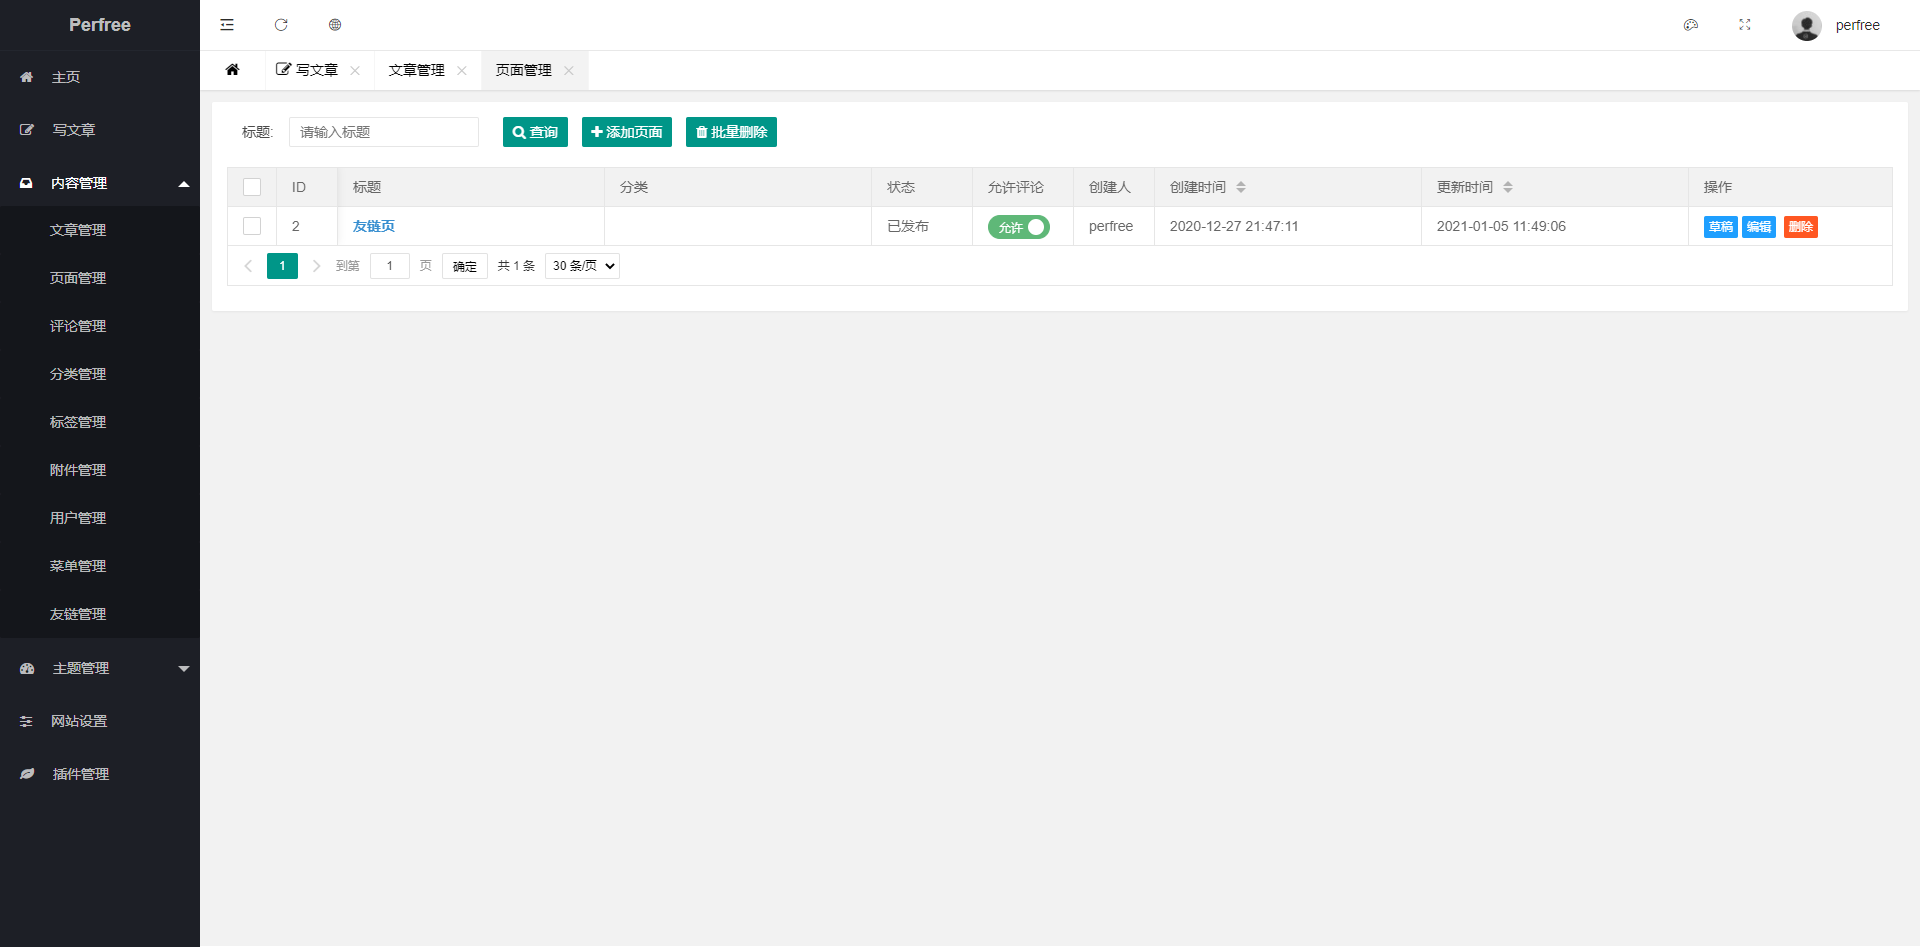 Perfree
perfree
主页
写文章
内容管理
文章管理
页面管理
评论管理
分类管理
标签管理
附件管理
用户管理
菜单管理
友链管理
主题管理
网站设置
插件管理
写文章 文章管理 页面管理
标题: 请输入标题 查询 添加页面 批量删除
ID 标题 分类 状态 允许评论 创建人 创建时间 更新时间 操作
2 友链页 已发布 允许 perfree 2020-12-27 21:47:11 2021-01-05 11:49:06 草稿 编辑 删除
1 到第 1 页 确定 共 1 条 30 条/页